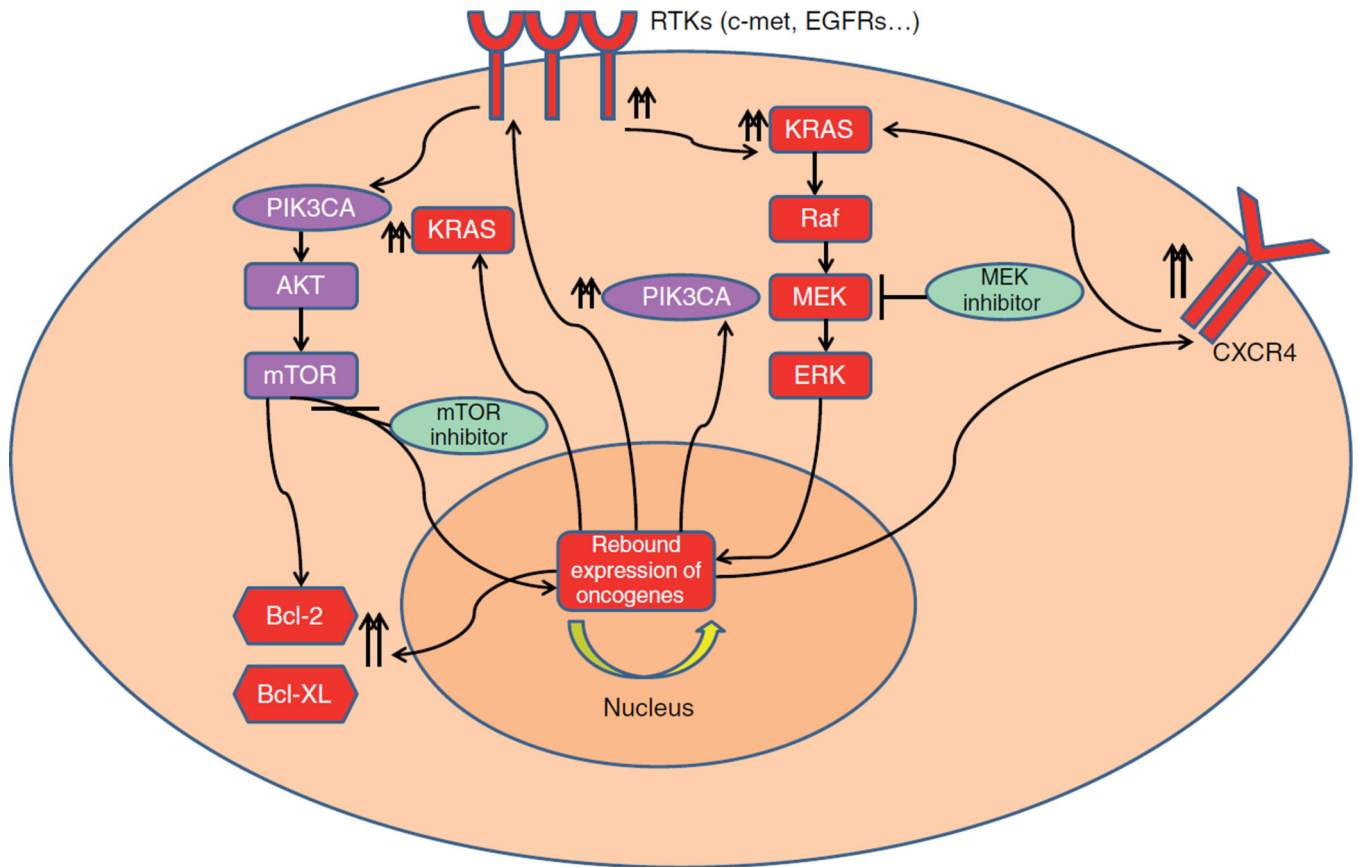 RTKs (c-met, EGFRs...)
KRAS
PIK3CA
KRAS
Raf
AKT
PIK3CA
MEK
MEK
inhibitor
mTOR
ERK
CXCR4
mTOR
inhibitor
Rebound
expression of
oncogenes
Bcl-2
Bcl-XL
Nucleus